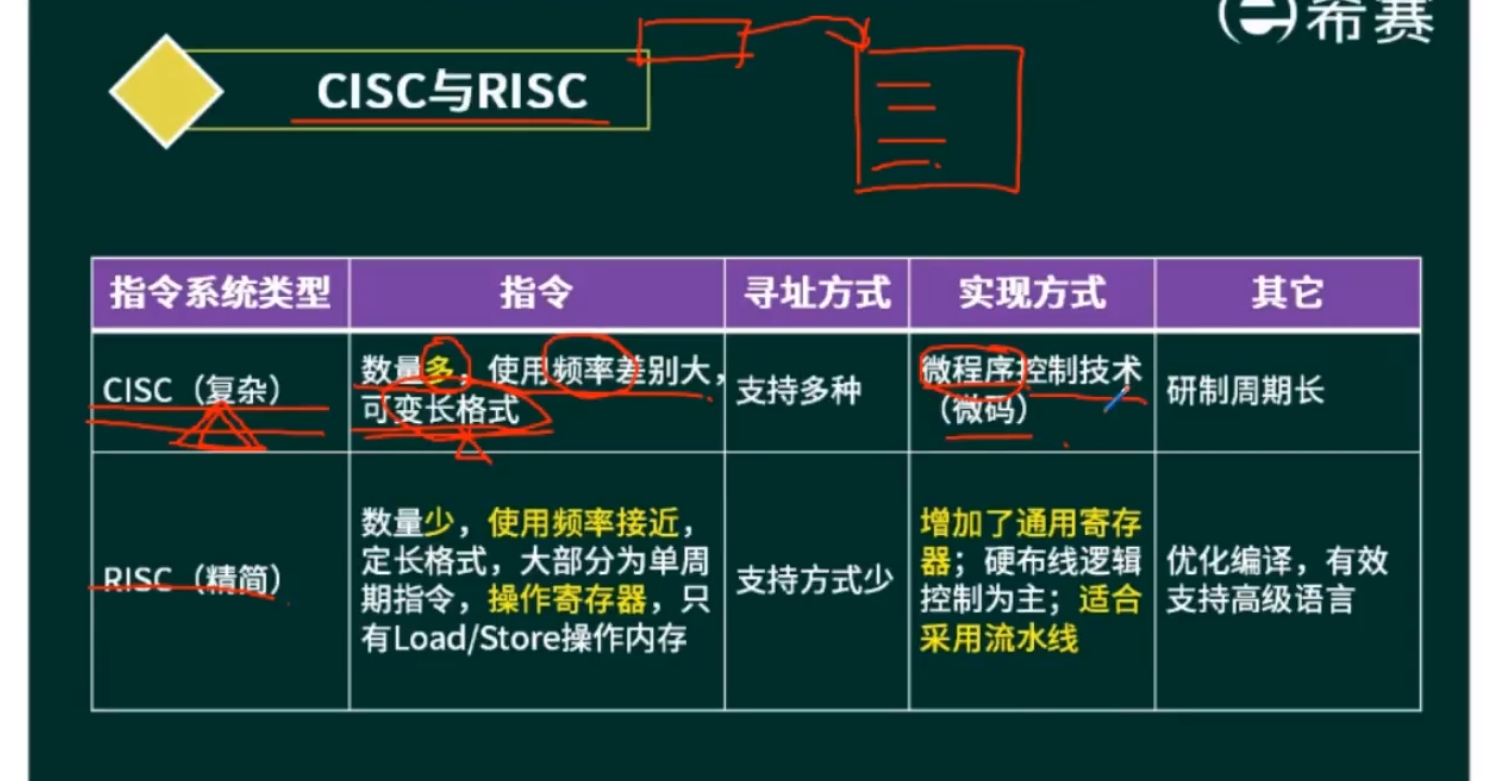 希赛
CISC与RISC
指令系统类型
指令
寻址方式
实现方式
其它
CISC（复杂）
数量多，使用频率差别大，
可变长格式
支持多种
微程序控制技术
（微码）
研制周期长
RISC（精简）
数量少，使用频率接近，
定长格式，大部分为单周
期指令，操作寄存器，只
有Load/Store操作内存
支持方式少
增加了通用寄存
器；硬布线逻辑
控制为主；适合
采用流水线
优化编译，有效
支持高级语言